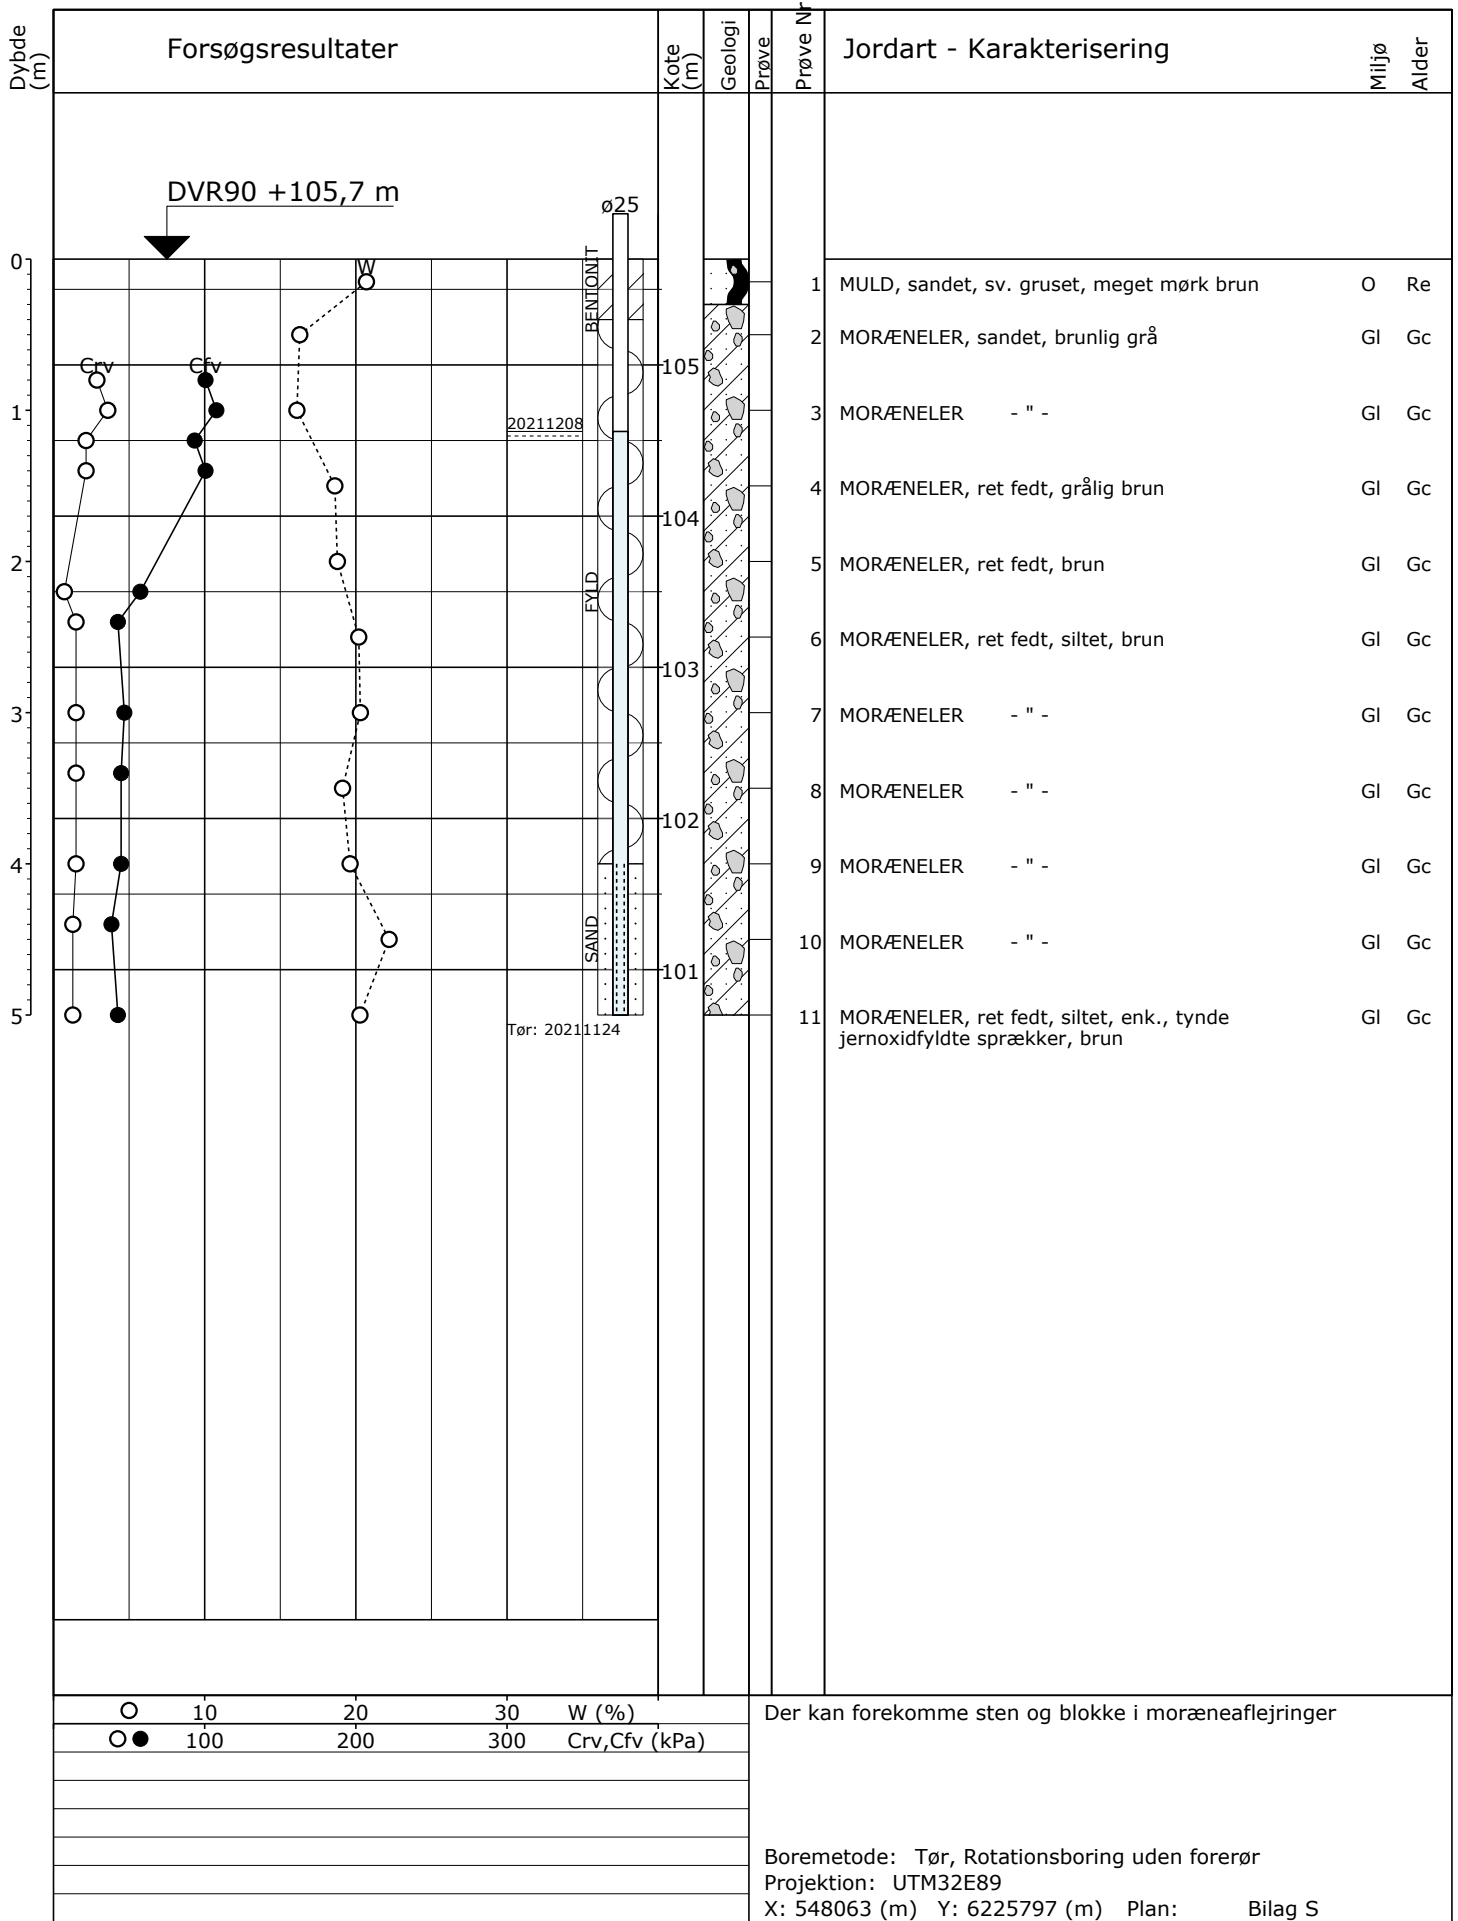 Dybde (m)
Forsøgsresultater
Kote (m)
Geologi
Prøve
Prøve Nr
Jordart - Karakterisering
Miljø
Alder
DVR90 +105,7 m
ø25
0
W
BENTONIT
1 MULD, sandet, sv. gruset, meget mørk brun O Re
2 MORÆNELER, sandet, brunlig grå Gl Gc
Crv
Cfv
105
1
20211208
3 MORÆNELER - " - Gl Gc
4 MORÆNELER, ret fedt, grålig brun Gl Gc
104
2
FYLD
5 MORÆNELER, ret fedt, brun Gl Gc
6 MORÆNELER, ret fedt, siltet, brun Gl Gc
103
3
7 MORÆNELER - " - Gl Gc
8 MORÆNELER - " - Gl Gc
102
4
9 MORÆNELER - " - Gl Gc
SAND
10 MORÆNELER - " - Gl Gc
101
5
Tør: 20211124
11 MORÆNELER, ret fedt, siltet, enk., tynde Gl Gc
jernoxidfyldte sprækker, brun
10 20 30 W (%)
100 200 300 Crv,Cfv (kPa)
Der kan forekomme sten og blokke i moræneaflejringer
Boremetode: Tør, Rotationsboring uden forerør
Projektion: UTM32E89
X: 548063 (m) Y: 6225797 (m) Plan: Bilag S